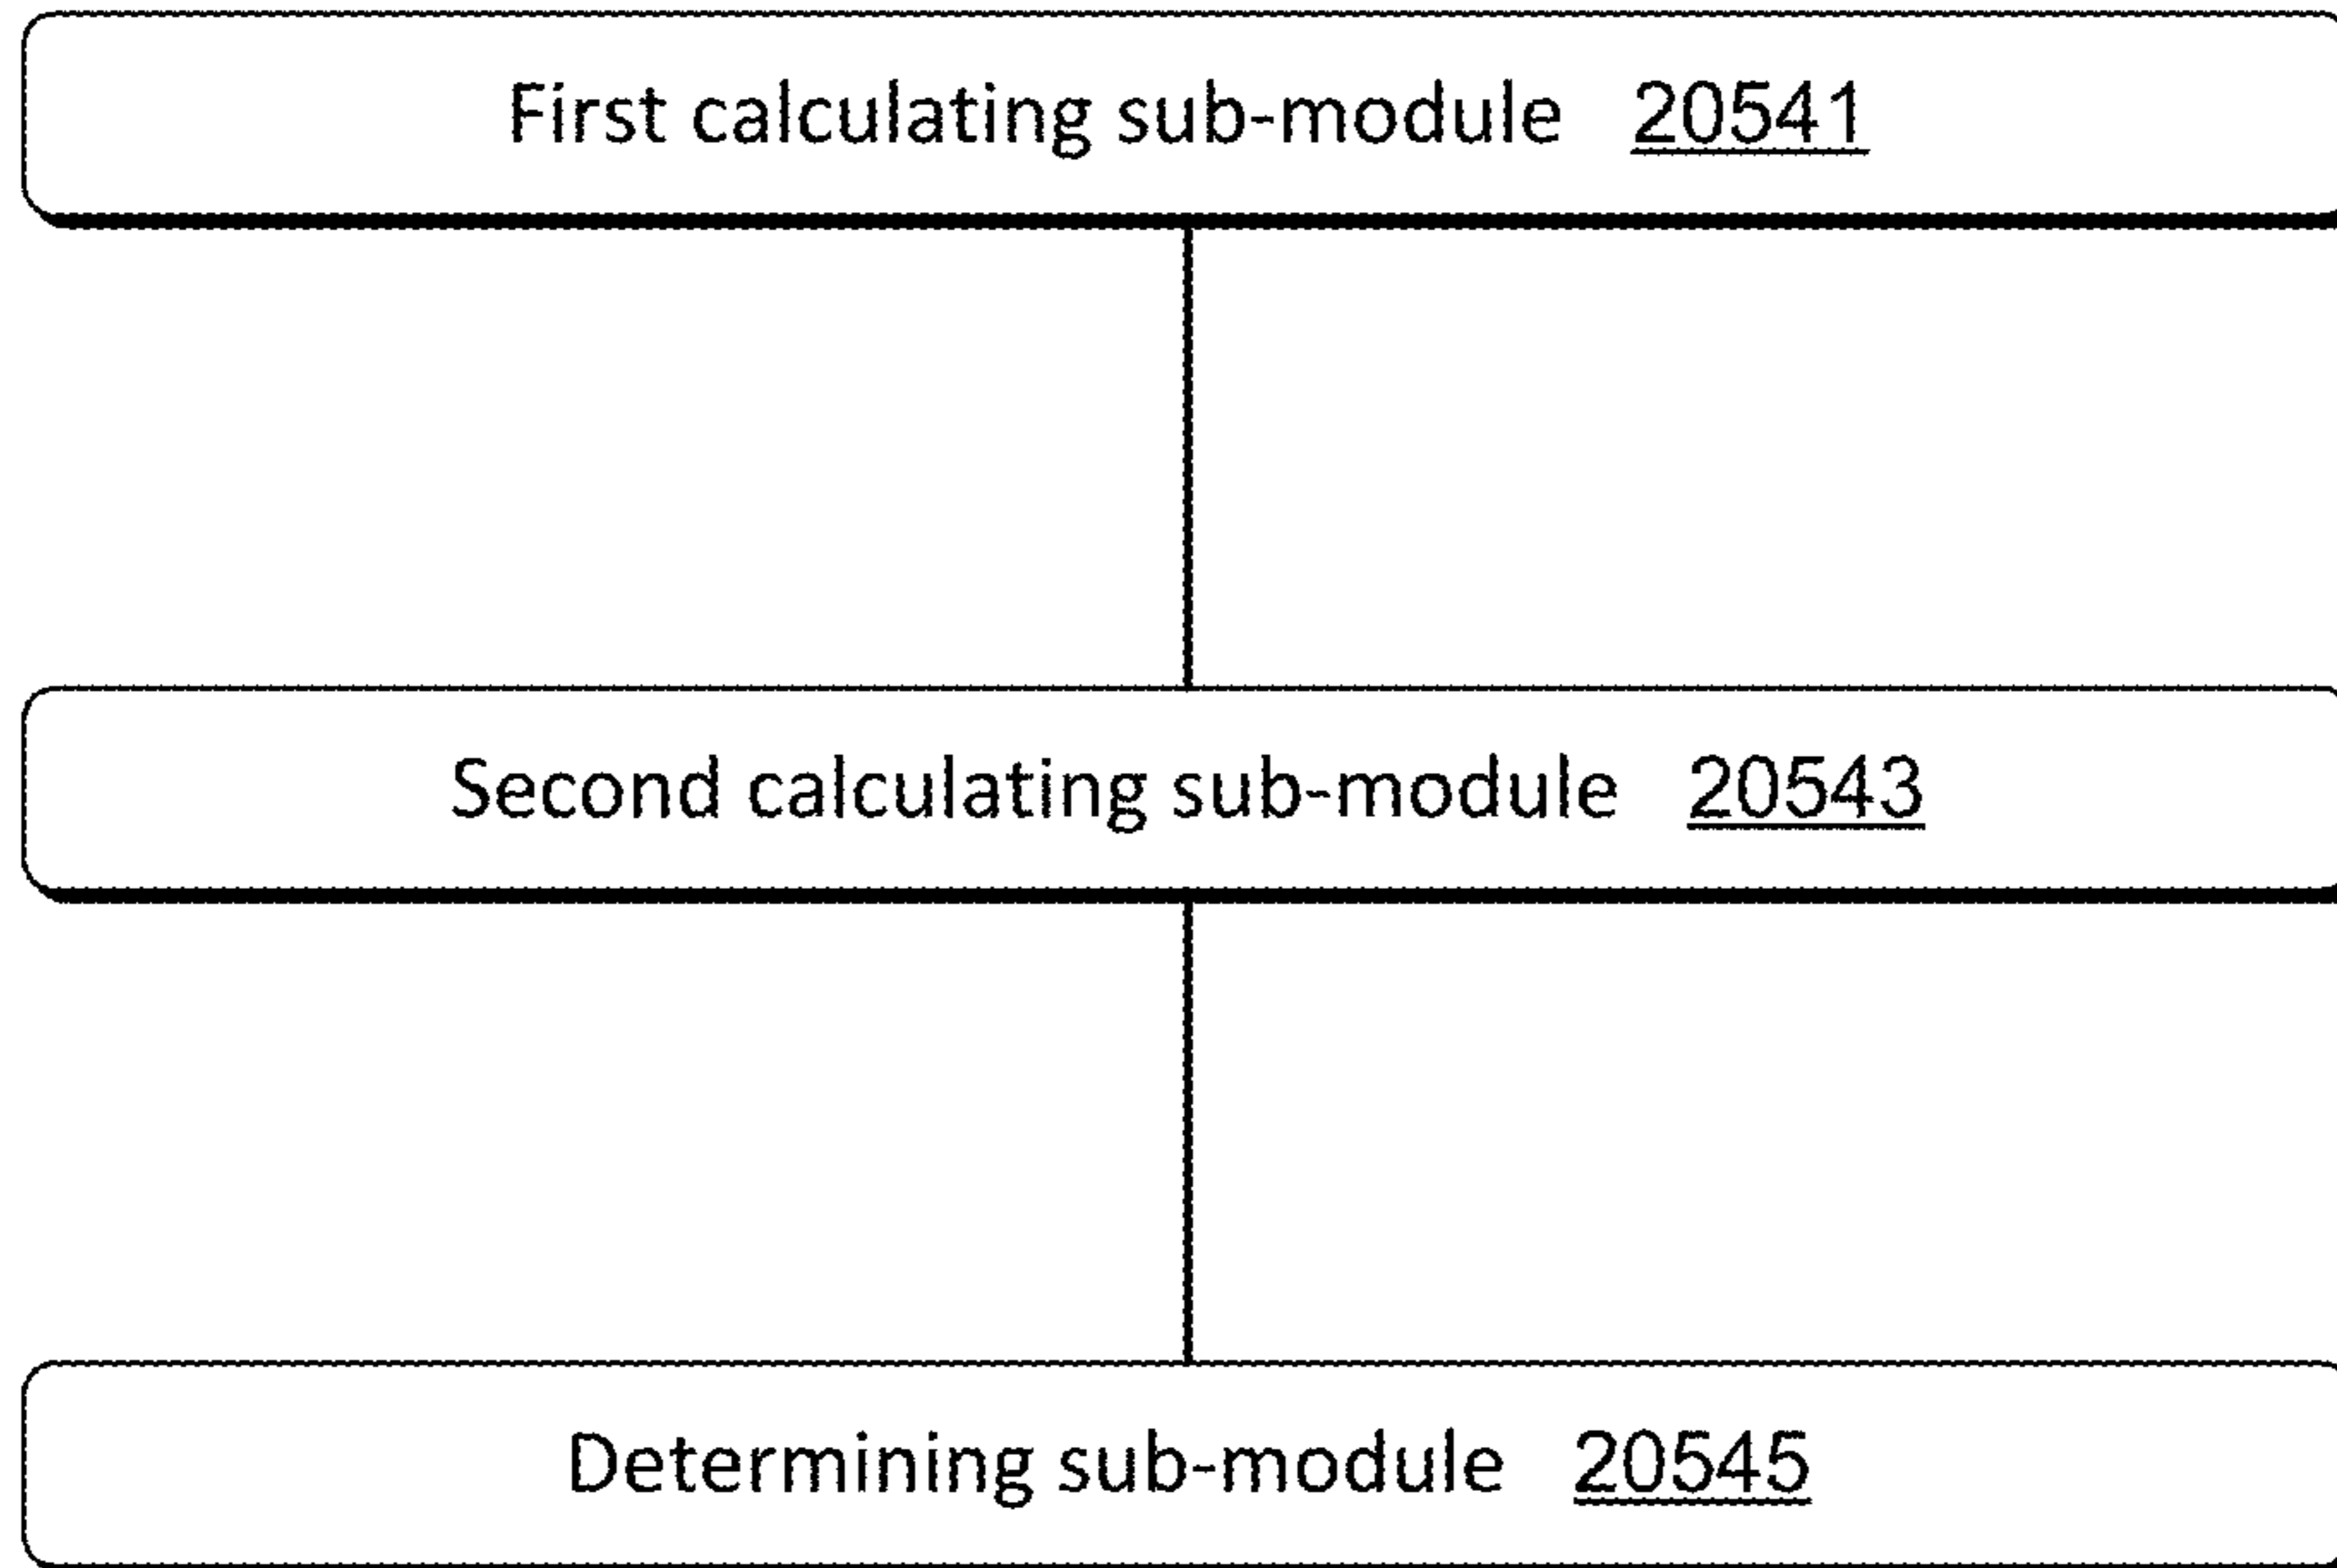 First calculating sub-module 20541
Second calculating sub-module 20543
Determining sub-module 20545